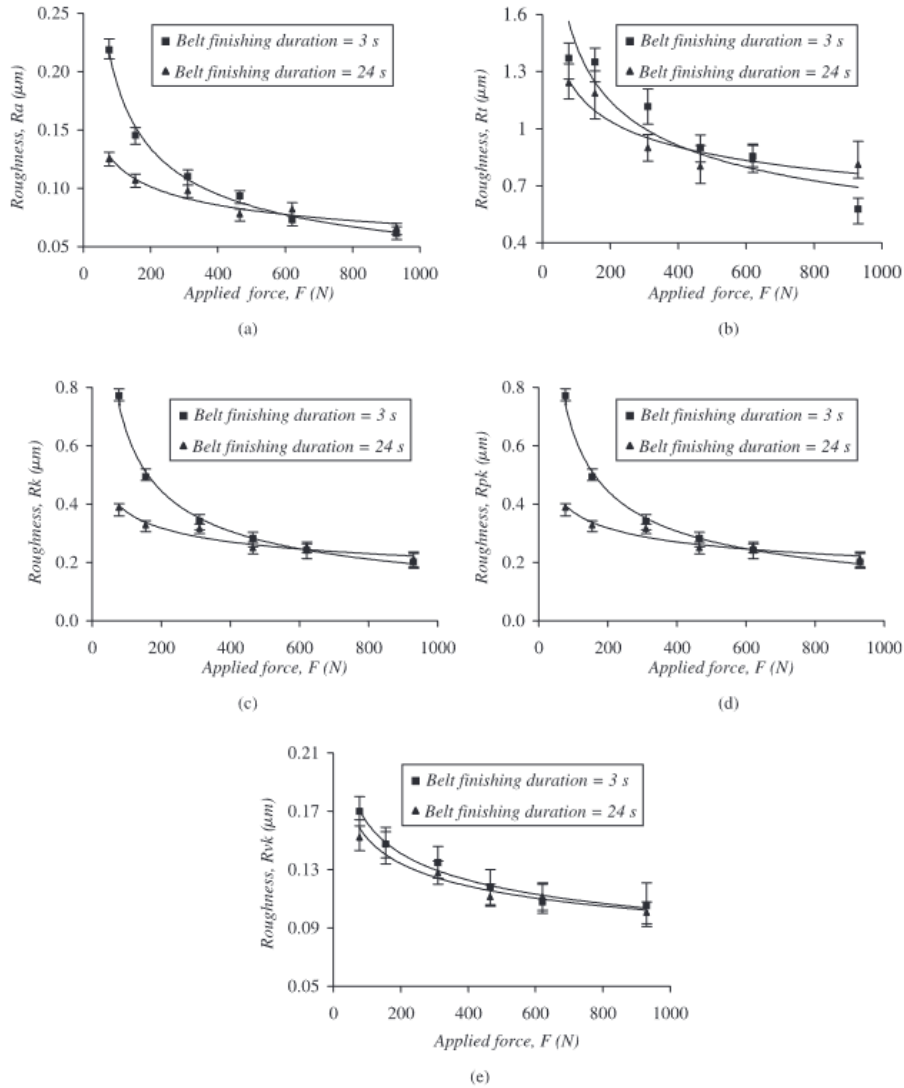 0.25
0.20
0.15
0.10
0.05
Roughness, Ra (μm)
Belt finishing duration = 3 s
Belt finishing duration = 24 s
0 200 400 600 800 1000
Applied force, F (N)
(a)
1.6
1.3
1
0.7
0.4
Roughness, Rt (μm)
Belt finishing duration = 3 s
Belt finishing duration = 24 s
0 200 400 600 800 1000
Applied force, F (N)
(b)
0.8
0.6
0.4
0.2
0.0
Roughness, Rk (μm)
Belt finishing duration = 3 s
Belt finishing duration = 24 s
0 200 400 600 800 1000
Applied force, F (N)
(c)
0.8
0.6
0.4
0.2
0.0
Roughness, Rpk (μm)
Belt finishing duration = 3 s
Belt finishing duration = 24 s
0 200 400 600 800 1000
Applied force, F (N)
(d)
0.21
0.17
0.13
0.09
0.05
Roughness, Rvk (μm)
Belt finishing duration = 3 s
Belt finishing duration = 24 s
0 200 400 600 800 1000
Applied force, F (N)
(e)